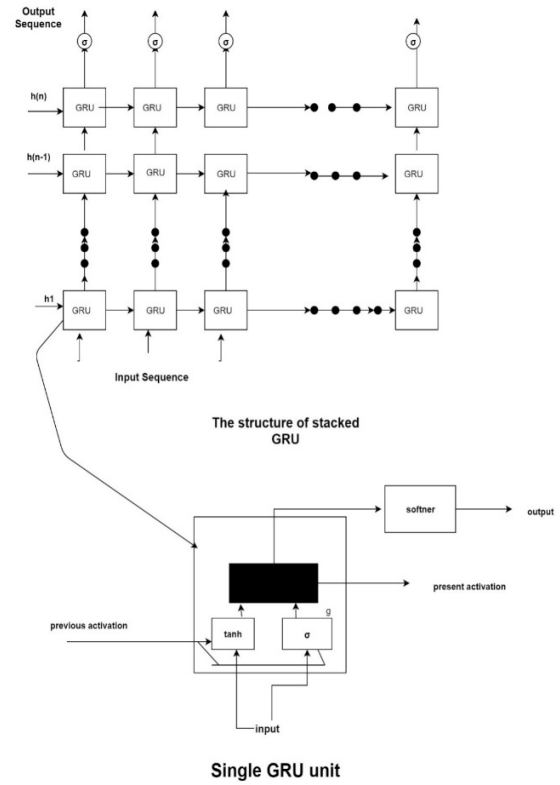 Output
Sequence
σ σ σ σ
h(n) GRU GRU GRU GRU
h(n-1) GRU GRU GRU GRU
h1 GRU GRU GRU GRU
Input Sequence
The structure of stacked
GRU
softner
output
present activation
g
previous activation
tanh σ
input
Single GRU unit